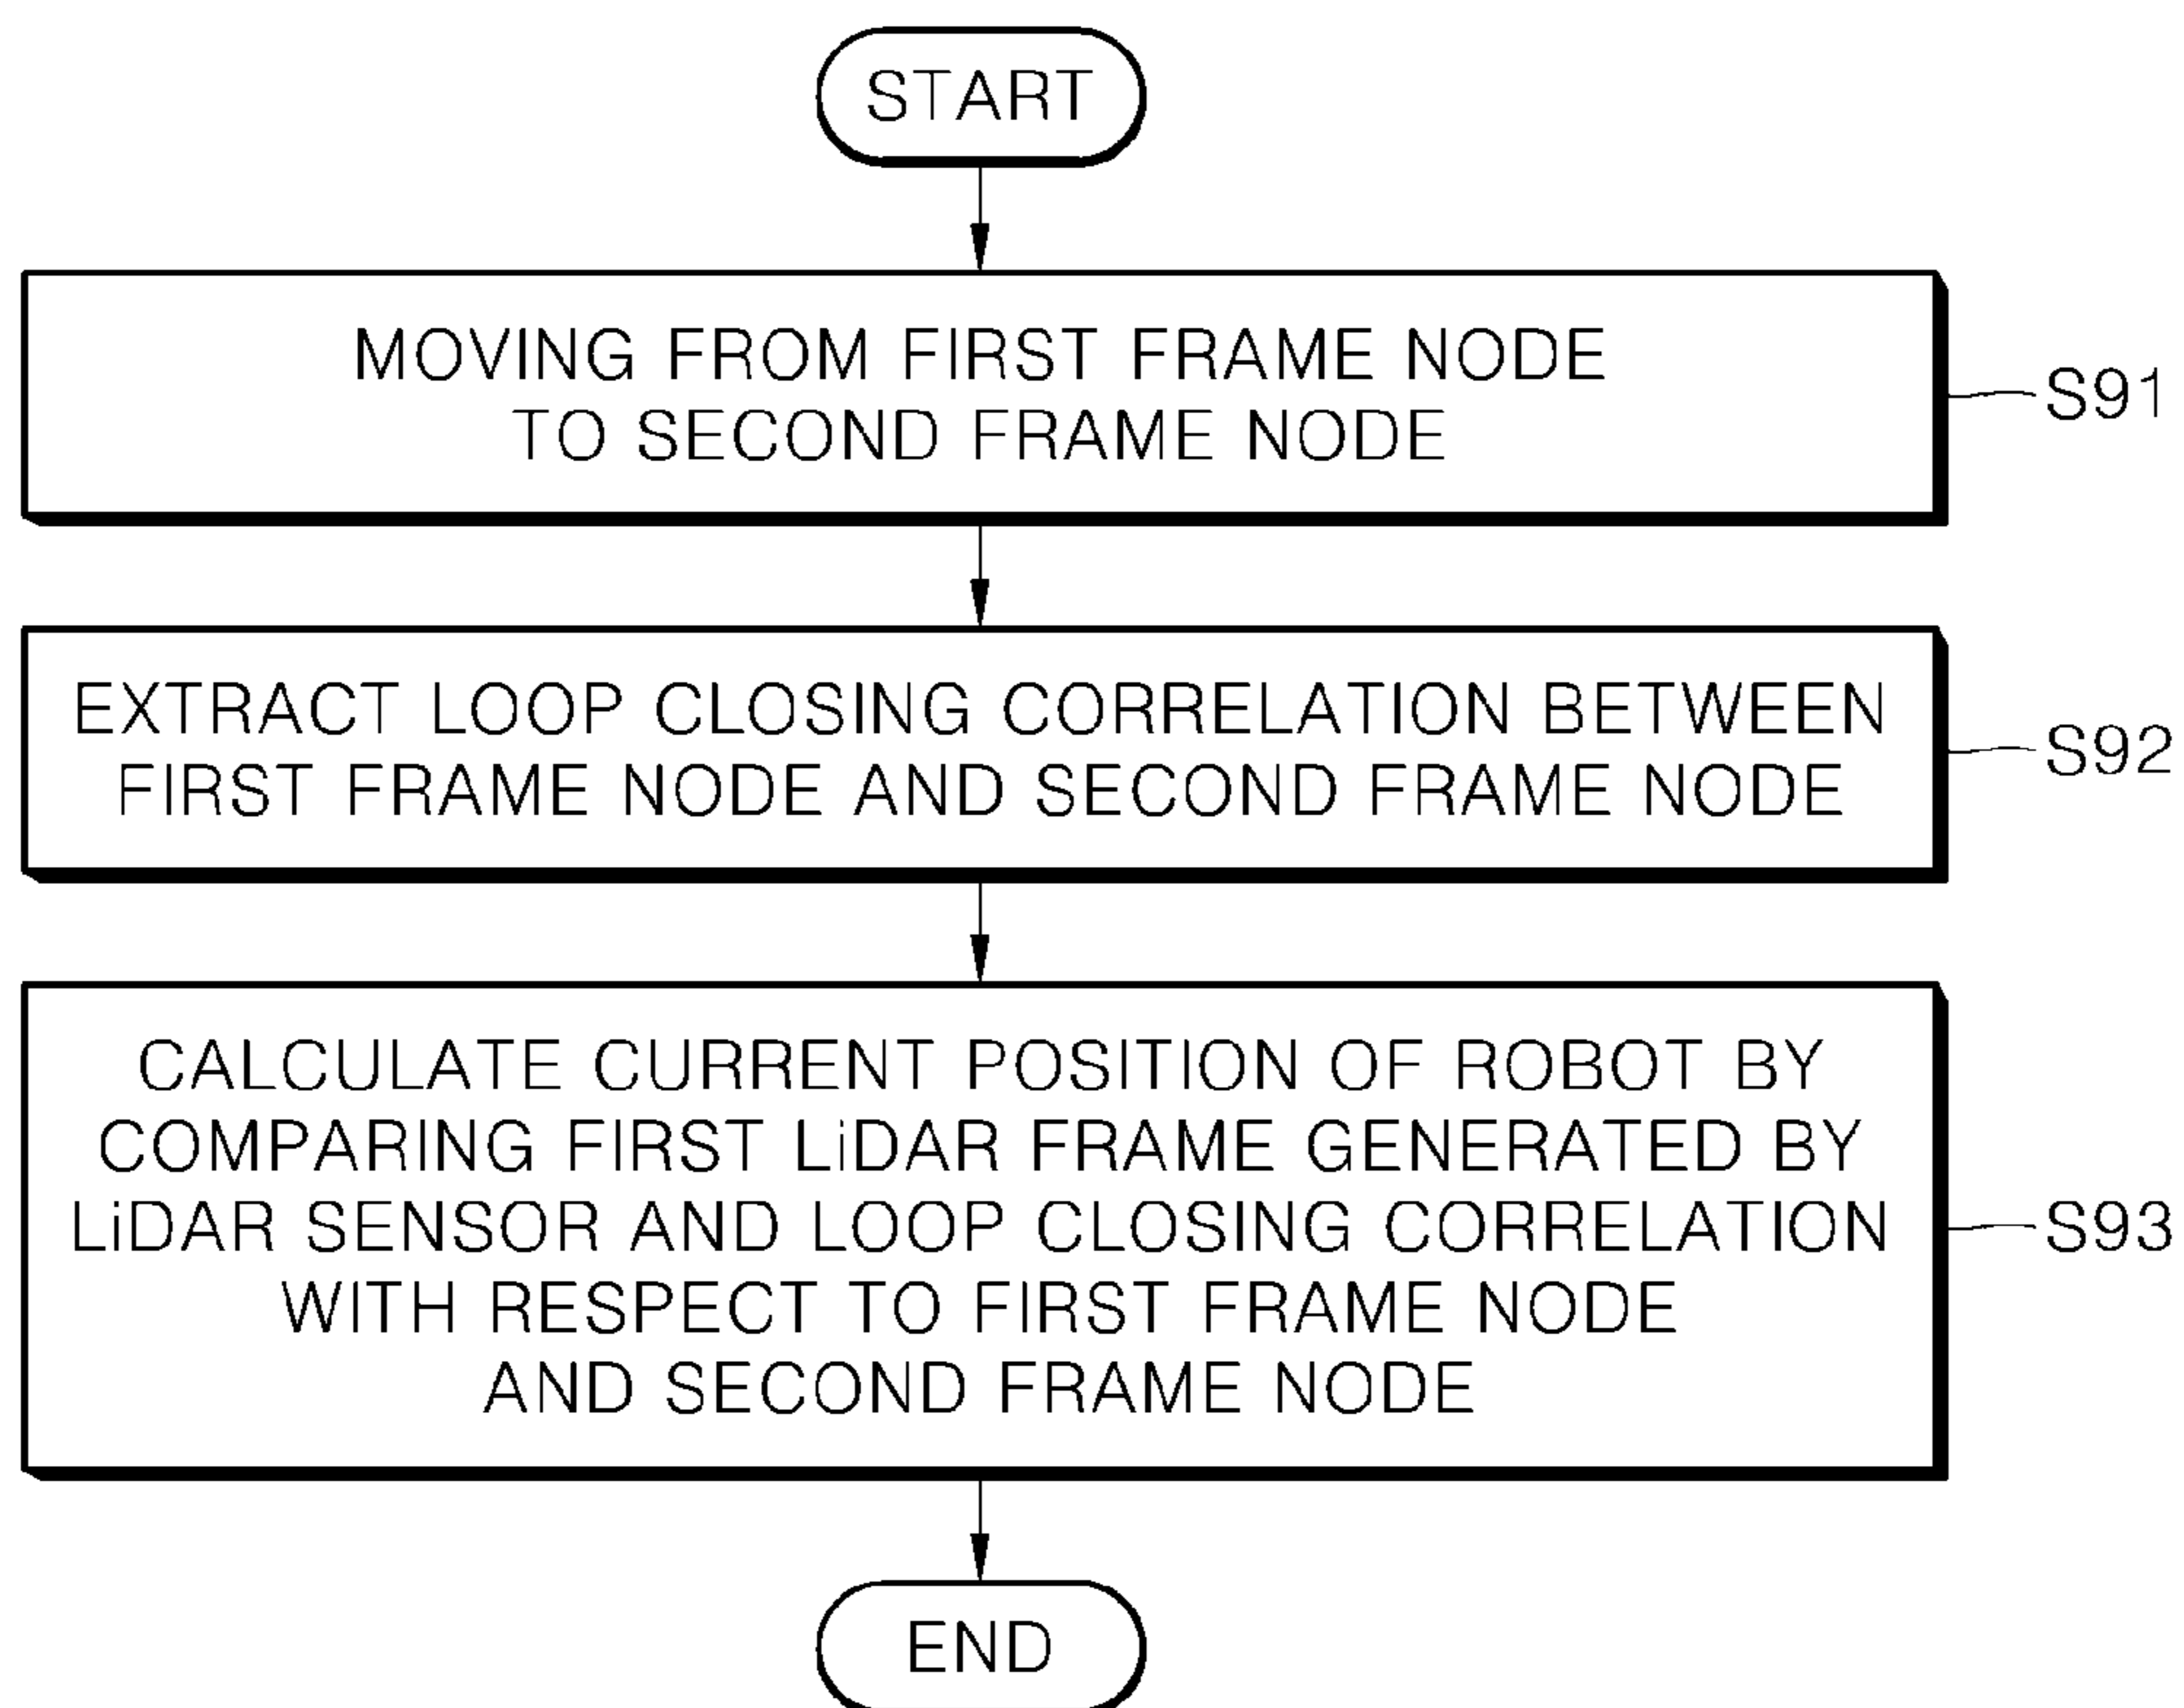 START
MOVING FROM FIRST FRAME NODE
TO SECOND FRAME NODE
S91
EXTRACT LOOP CLOSING CORRELATION BETWEEN
FIRST FRAME NODE AND SECOND FRAME NODE
S92
CALCULATE CURRENT POSITION OF ROBOT BY
COMPARING FIRST LiDAR FRAME GENERATED BY
LiDAR SENSOR AND LOOP CLOSING CORRELATION
WITH RESPECT TO FIRST FRAME NODE
AND SECOND FRAME NODE
S93
END